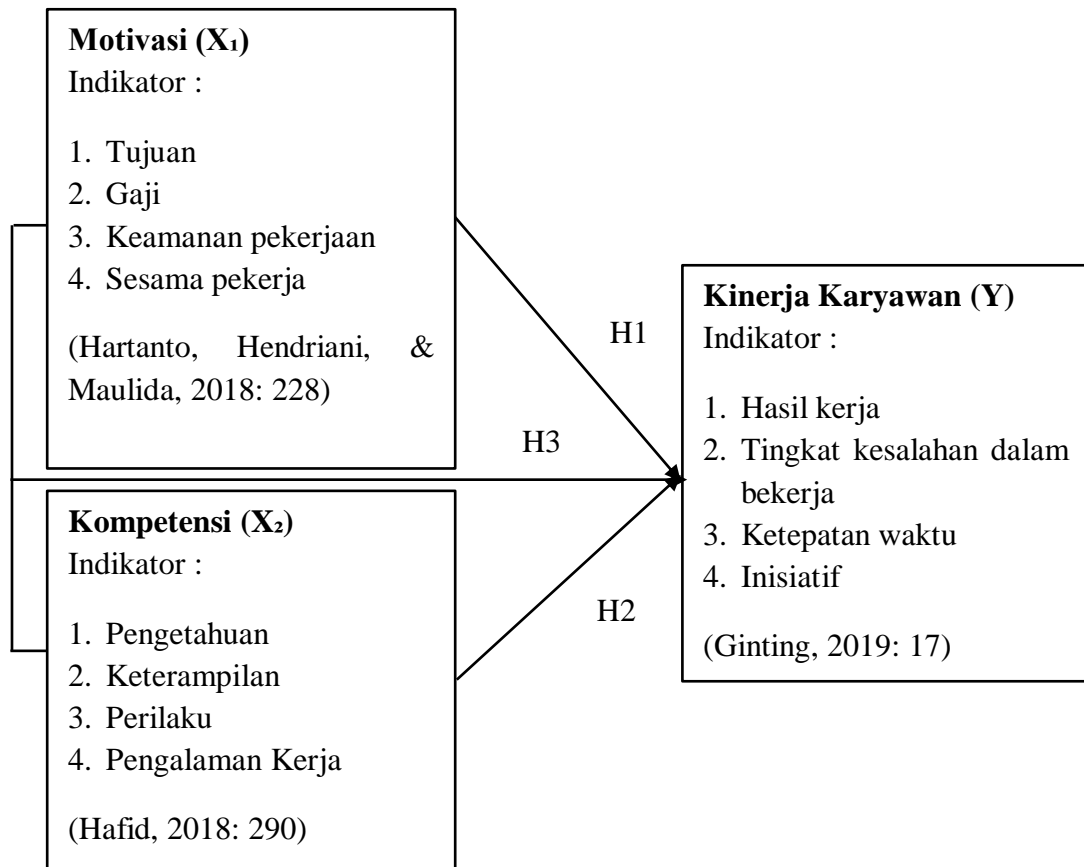 Motivasi (X₁)
Indikator :
1. Tujuan
2. Gaji
3. Keamanan pekerjaan
4. Sesama pekerja
(Hartanto, Hendriani, &
Maulida, 2018: 228)
H1
H3
Kompetensi (X₂)
Indikator :
1. Pengetahuan
2. Keterampilan
3. Perilaku
4. Pengalaman Kerja
(Hafid, 2018: 290)
H2
Kinerja Karyawan (Y)
Indikator :
1. Hasil kerja
2. Tingkat kesalahan dalam
bekerja
3. Ketepatan waktu
4. Inisiatif
(Ginting, 2019: 17)